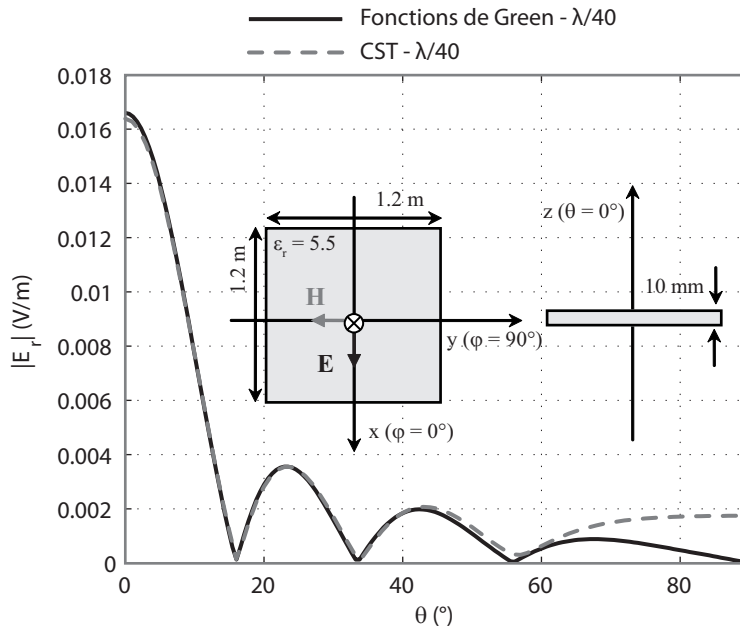 Fonctions de Green - λ/40
CST - λ/40
|E_r| (V/m)
0.018
0.016
0.014
0.012
0.01
0.008
0.006
0.004
0.002
0
0 20 40 60 80
θ (°)
1.2 m
1.2 m
ε_r = 5.5
H
E
y (φ = 90°)
x (φ = 0°)
z (θ = 0°)
10 mm